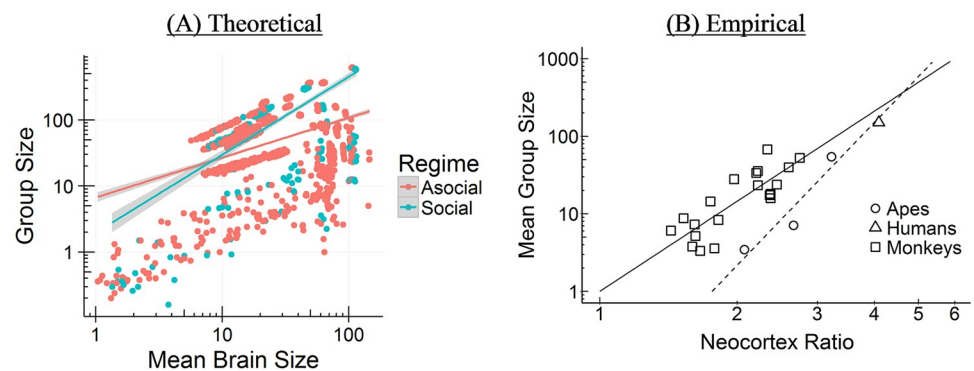 (A) Theoretical
Group Size
100
10
1
1
10
100
Mean Brain Size
Regime
Asocial
Social
(B) Empirical
Mean Group Size
1000
100
10
1
1
2
3
4
5
6
Neocortex Ratio
Apes
Humans
Monkeys